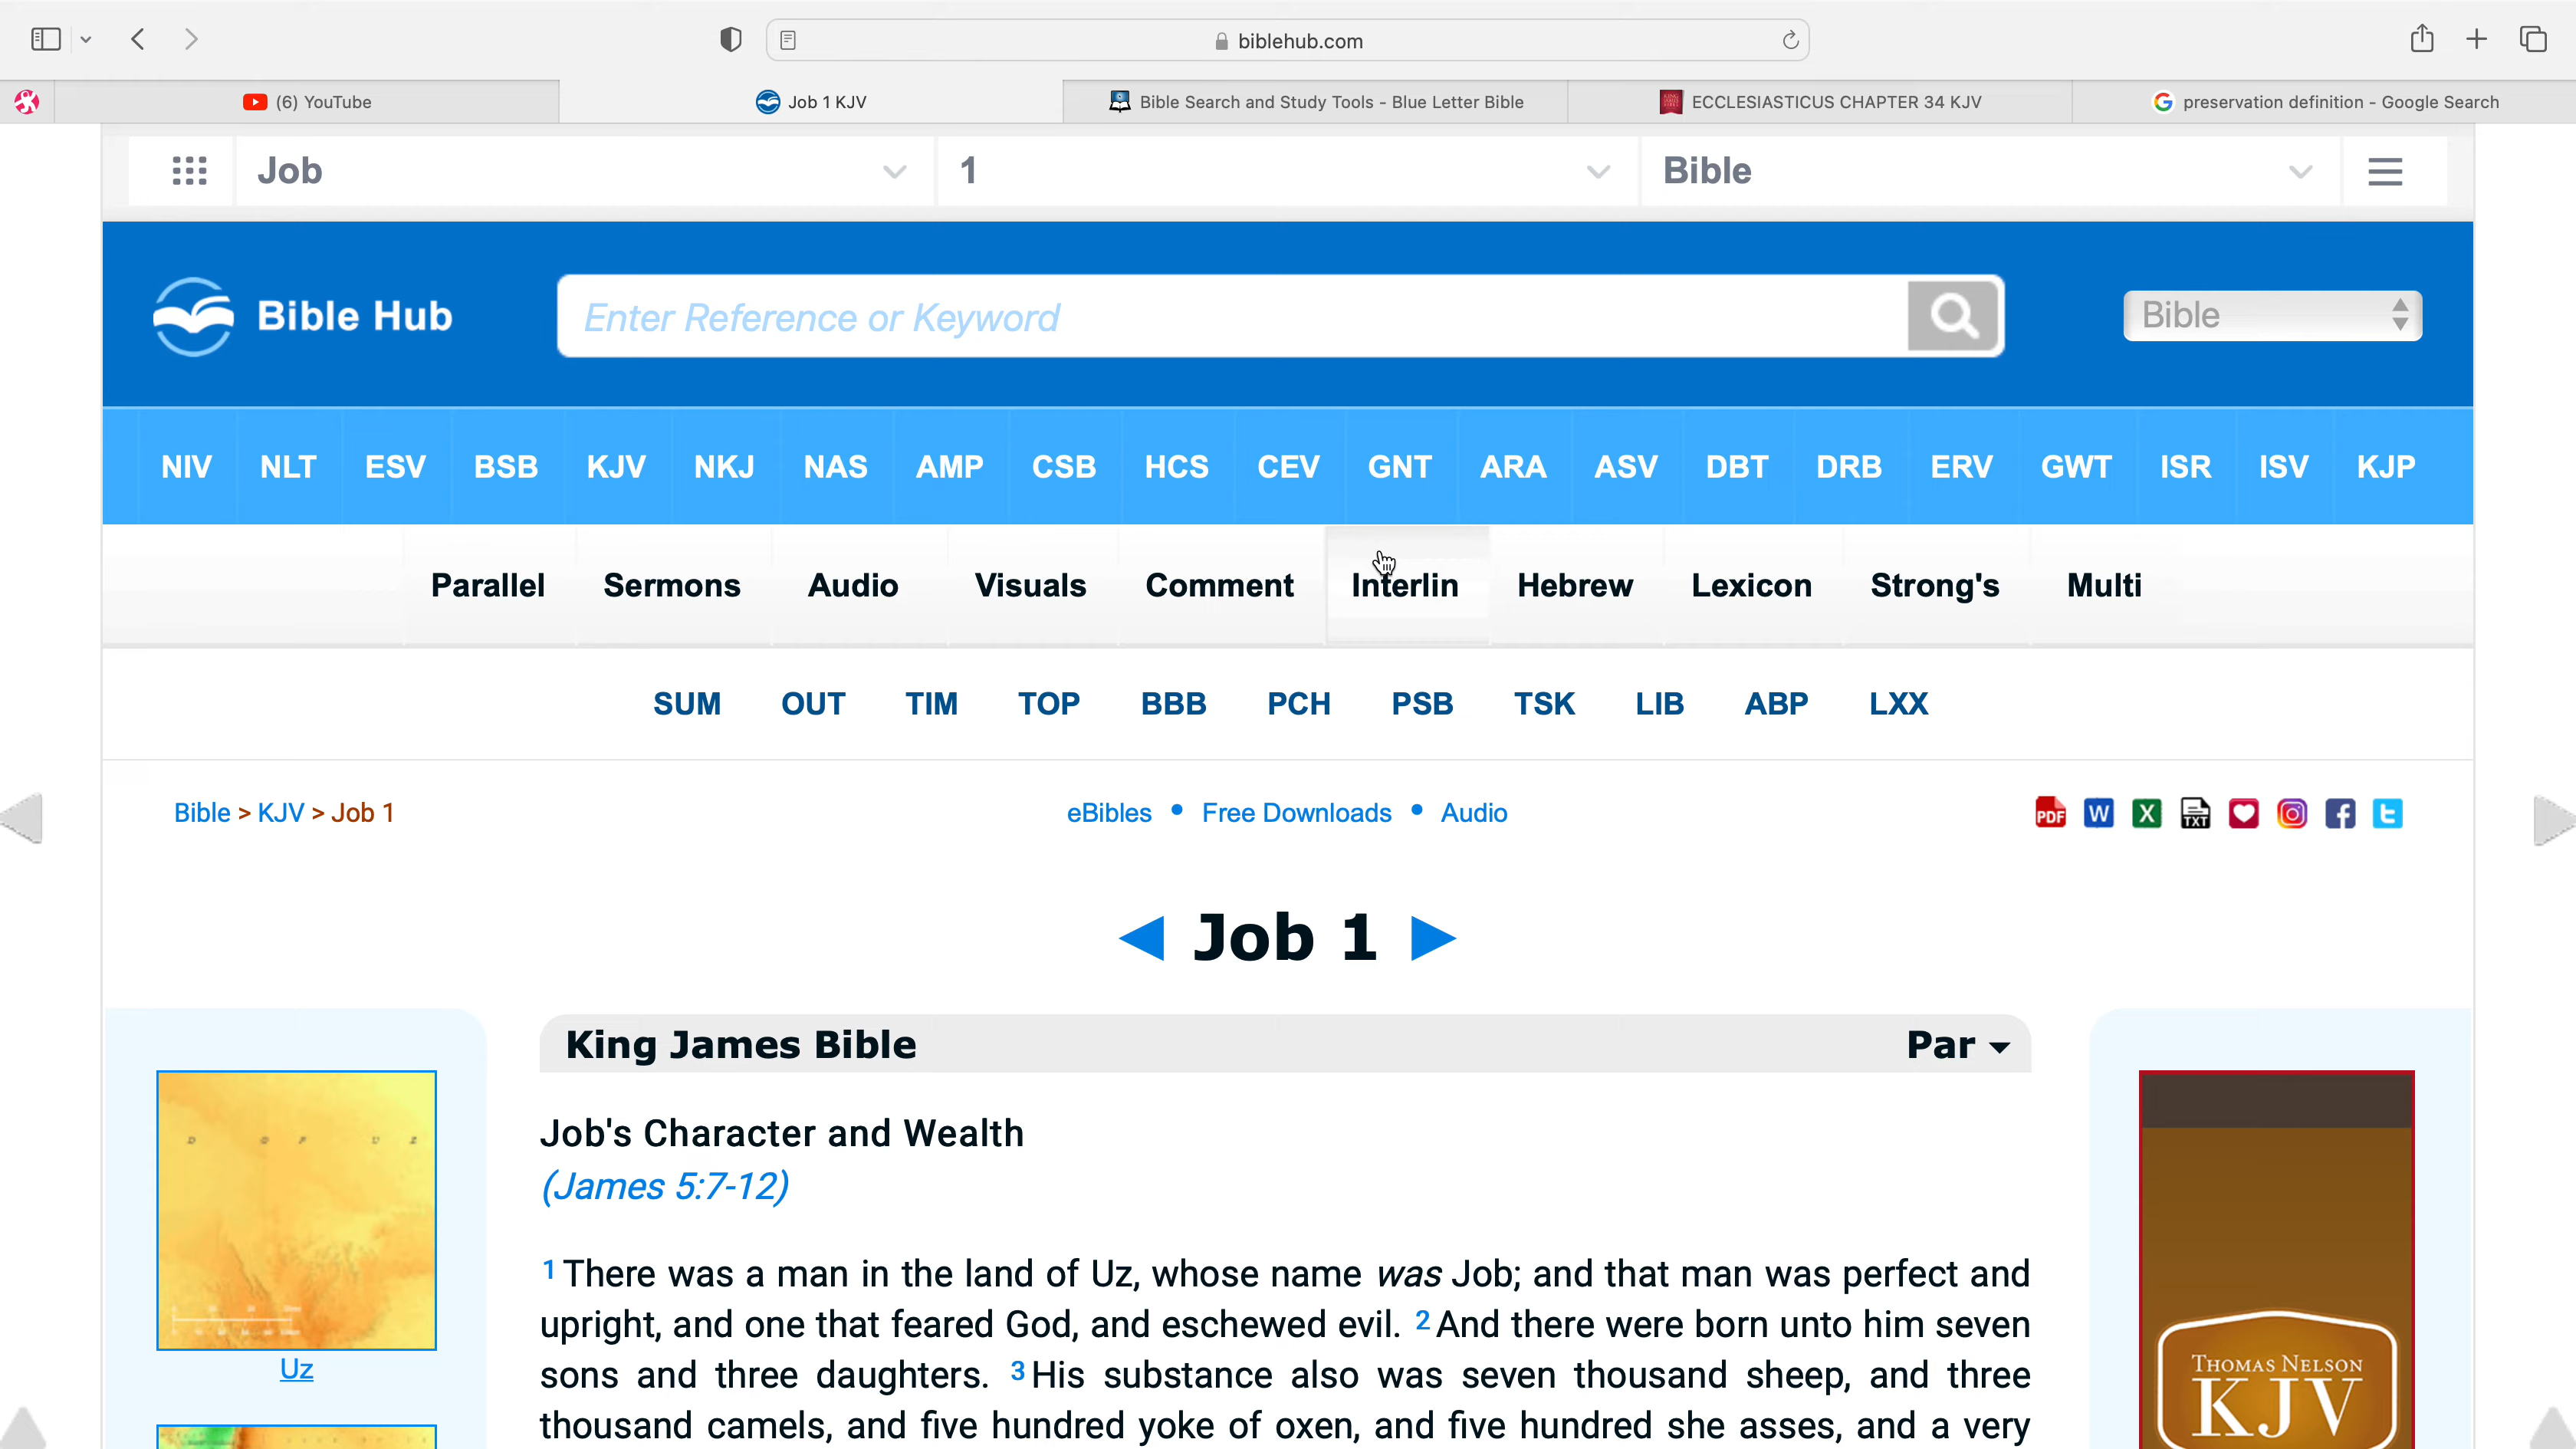 biblehub.com
(6) YouTube
Job 1 KJV
Bible Search and Study Tools - Blue Letter Bible
ECCLESIASTICUS CHAPTER 34 KJV
preservation definition - Google Search
Job
1
Bible
Bible Hub
Enter Reference or Keyword
Bible
NIV NLT ESV BSB KJV NKJ NAS AMP CSB HCS CEV GNT ARA ASV DBT DRB ERV GWT ISR ISV KJP
Parallel Sermons Audio Visuals Comment Interlin Hebrew Lexicon Strong's Multi
SUM OUT TIM TOP BBB PCH PSB TSK LIB ABP LXX
Bible > KJV > Job 1
eBibles • Free Downloads • Audio
PDF W X TXT
Job 1
King James Bible
Par
Job's Character and Wealth
(James 5:7-12)
1 There was a man in the land of Uz, whose name was Job; and that man was perfect and
upright, and one that feared God, and eschewed evil. 2 And there were born unto him seven
sons and three daughters. 3 His substance also was seven thousand sheep, and three
thousand camels, and five hundred yoke of oxen, and five hundred she asses, and a very
Uz
THOMAS NELSON
KJV